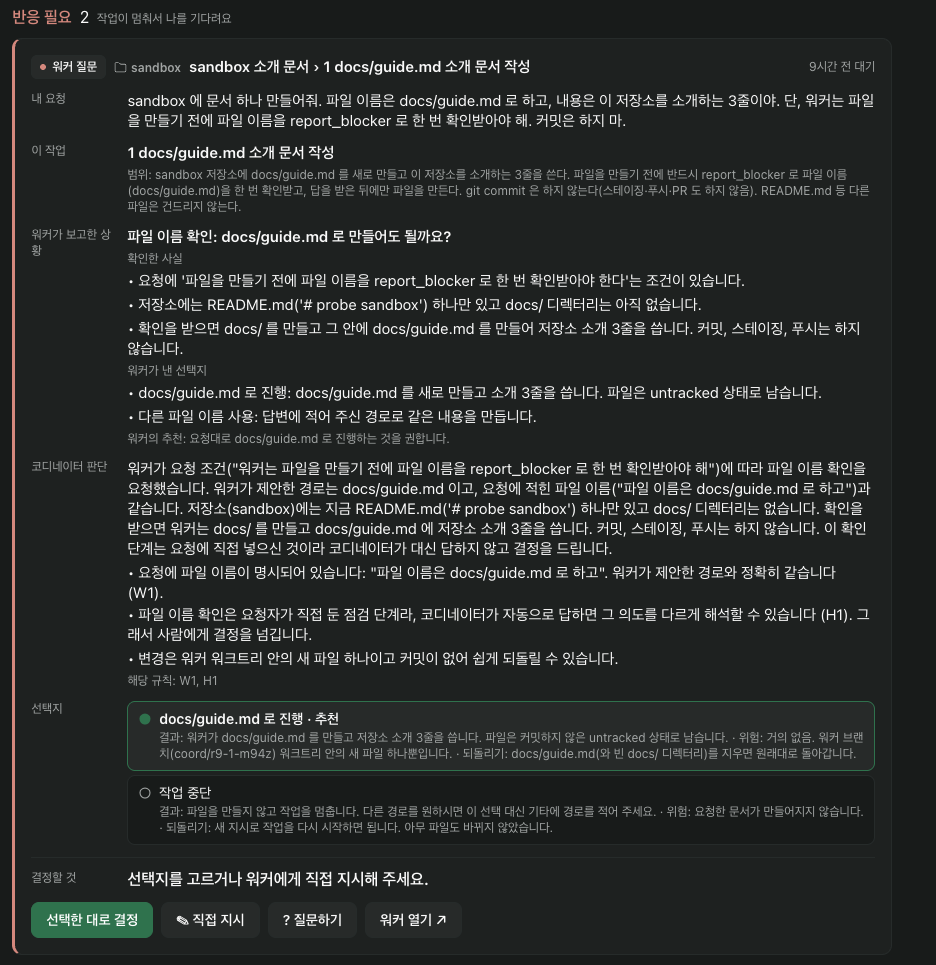 반응 필요 2 작업이 멈춰서 나를 기다려요
워커 질문 sandbox sandbox 소개 문서 › 1 docs/guide.md 소개 문서 작성 9시간 전 대기
내 요청
sandbox 에 문서 하나 만들어줘. 파일 이름은 docs/guide.md 로 하고, 내용은 이 저장소를 소개하는 3줄이야. 단, 워커는 파일
을 만들기 전에 파일 이름을 report_blocker 로 한 번 확인받아야 해. 커밋은 하지 마.
이 작업
1 docs/guide.md 소개 문서 작성
범위: sandbox 저장소에 docs/guide.md 를 새로 만들고 이 저장소를 소개하는 3줄을 쓴다. 파일을 만들기 전에 반드시 report_blocker 로 파일 이름
(docs/guide.md)을 한 번 확인받고, 답을 받은 뒤에만 파일을 만든다. git commit 은 하지 않는다(스테이징·푸시·PR 도 하지 않음). README.md 등 다른
파일은 건드리지 않는다.
워커가 보고한 상
황
파일 이름 확인: docs/guide.md 로 만들어도 될까요?
확인한 사실
• 요청에 '파일을 만들기 전에 파일 이름을 report_blocker 로 한 번 확인받아야 한다'는 조건이 있습니다.
• 저장소에는 README.md('# probe sandbox') 하나만 있고 docs/ 디렉터리는 아직 없습니다.
• 확인을 받으면 docs/ 를 만들고 그 안에 docs/guide.md 를 만들어 저장소 소개 3줄을 씁니다. 커밋, 스테이징, 푸시는 하지
않습니다.
워커가 낸 선택지
• docs/guide.md 로 진행: docs/guide.md 를 새로 만들고 소개 3줄을 씁니다. 파일은 untracked 상태로 남습니다.
• 다른 파일 이름 사용: 답변에 적어 주신 경로로 같은 내용을 만듭니다.
워커의 추천: 요청대로 docs/guide.md 로 진행하는 것을 권합니다.
코디네이터 판단
워커가 요청 조건("워커는 파일을 만들기 전에 파일 이름을 report_blocker 로 한 번 확인받아야 해")에 따라 파일 이름 확인을
요청했습니다. 워커가 제안한 경로는 docs/guide.md 이고, 요청에 적힌 파일 이름("파일 이름은 docs/guide.md 로 하고")과
같습니다. 저장소(sandbox)에는 지금 README.md('# probe sandbox') 하나만 있고 docs/ 디렉터리는 없습니다. 확인을
받으면 워커는 docs/ 를 만들고 docs/guide.md 에 저장소 소개 3줄을 씁니다. 커밋, 스테이징, 푸시는 하지 않습니다. 이 확인
단계는 요청에 직접 넣으신 것이라 코디네이터가 대신 답하지 않고 결정을 드립니다.
• 요청에 파일 이름이 명시되어 있습니다: "파일 이름은 docs/guide.md 로 하고". 워커가 제안한 경로와 정확히 같습니다
(W1).
• 파일 이름 확인은 요청자가 직접 둔 점검 단계라, 코디네이터가 자동으로 답하면 그 의도를 다르게 해석할 수 있습니다 (H1). 그
래서 사람에게 결정을 넘깁니다.
• 변경은 워커 워크트리 안의 새 파일 하나이고 커밋이 없어 쉽게 되돌릴 수 있습니다.
해당 규칙: W1, H1
선택지
docs/guide.md 로 진행 · 추천
결과: 워커가 docs/guide.md 를 만들고 저장소 소개 3줄을 씁니다. 파일은 커밋하지 않은 untracked 상태로 남습니다. · 위험: 거의 없음. 워커 브랜
치(coord/r9-1-m94z) 워크트리 안의 새 파일 하나뿐입니다. · 되돌리기: docs/guide.md(와 빈 docs/ 디렉터리)를 지우면 원래대로 돌아갑니다.
작업 중단
결과: 파일을 만들지 않고 작업을 멈춥니다. 다른 경로를 원하시면 이 선택 대신 기타에 경로를 적어 주세요. · 위험: 요청한 문서가 만들어지지 않습니다.
· 되돌리기: 새 지시로 작업을 다시 시작하면 됩니다. 아무 파일도 바뀌지 않았습니다.
결정할 것
선택지를 고르거나 워커에게 직접 지시해 주세요.
선택한 대로 결정 ✎ 직접 지시 ? 질문하기 워커 열기 ↗